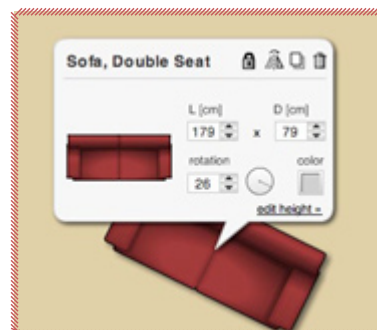 Sofa, Double Seat
L [cm] D [cm]
179 x 79
rotation color
26
edit height -